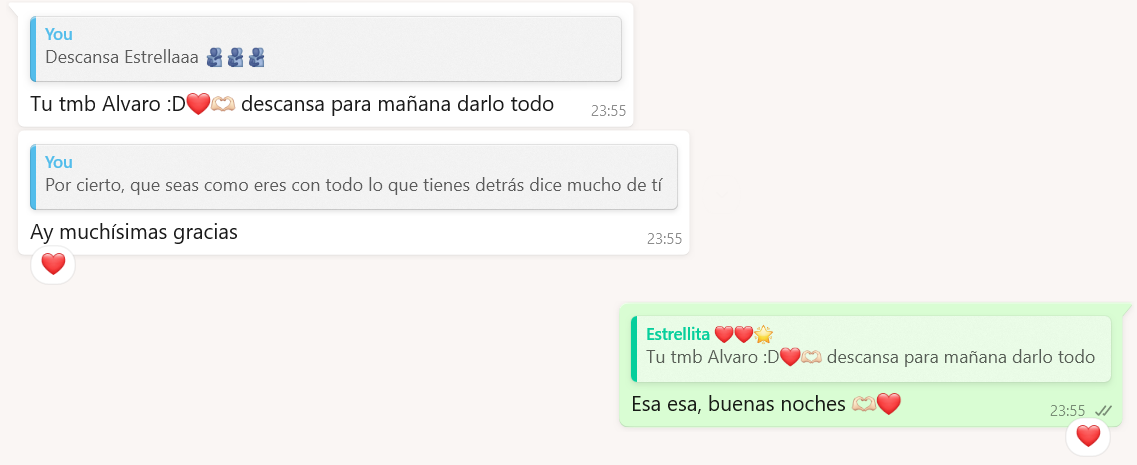 You
Descansa Estrellaaa 🫂🫂🫂
Tu tmb Alvaro :D❤️🫶🏻 descansa para mañana darlo todo
23:55
You
Por cierto, que seas como eres con todo lo que tienes detrás dice mucho de tí
Ay muchísimas gracias
23:55
Estrellita ❤️❤️🌟
Tu tmb Alvaro :D❤️🫶🏻 descansa para mañana darlo todo
Esa esa, buenas noches 🫶🏻❤️
23:55